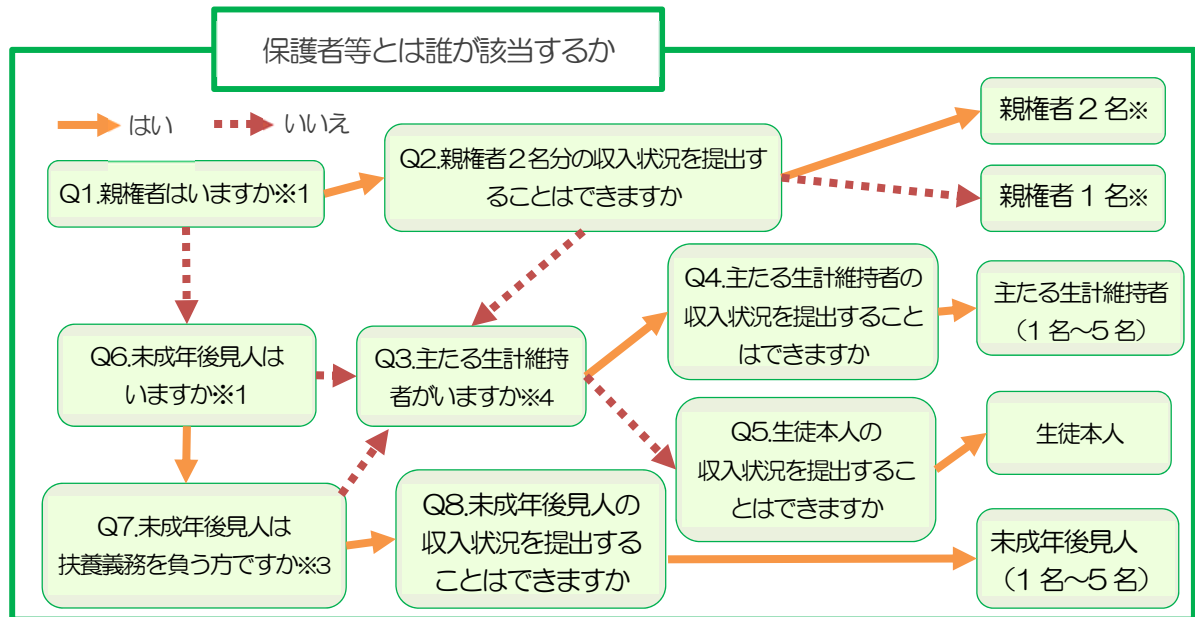 保護者等とは誰が該当するか
はい
いいえ
Q1.親権者はいますか※1
Q2.親権者２名分の収入状況を提出す
ることはできますか
親権者２名※
親権者１名※
Q6.未成年後見人は
いますか※1
Q3.主たる生計維持
者がいますか※4
Q4.主たる生計維持者の
収入状況を提出すること
はできますか
主たる生計維持者
（1名～5名）
Q5.生徒本人の
収入状況を提出するこ
とはできますか
生徒本人
Q7.未成年後見人は
扶養義務を負う方ですか※3
Q8.未成年後見人の
収入状況を提出する
ことはできますか
未成年後見人
（1名～5名）